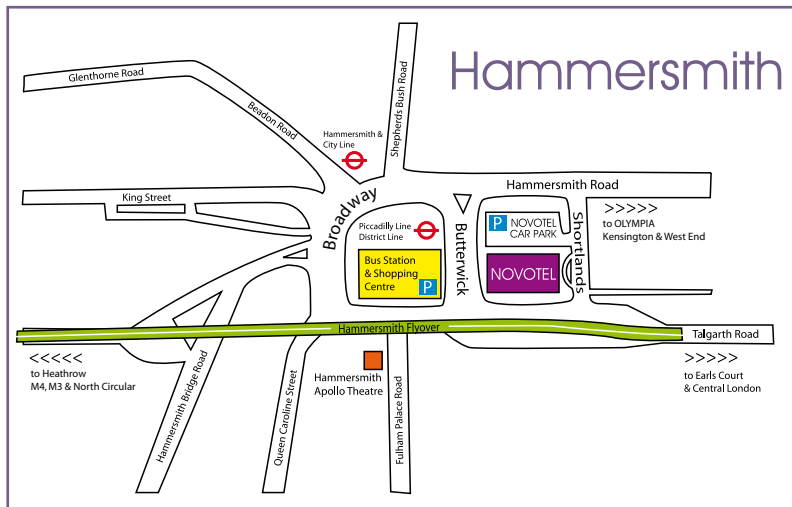 Hammersmith
Glenthorne Road
Beadon Road
Shepherds Bush Road
Hammersmith &
City Line
King Street
Broadway
Hammersmith Road
>>>>>
to OLYMPIA
Kensington & West End
Piccadilly Line
District Line
Butterwick
P
NOVOTEL
CAR PARK
Shortlands
Bus Station
& Shopping
Centre
P
NOVOTEL
Hammersmith Flyover
Talgarth Road
<<<<<
to Heathrow
M4, M3 & North Circular
Hammersmith Bridge Road
Queen Caroline Street
Hammersmith
Apollo Theatre
Fulham Palace Road
>>>>>
to Earls Court
& Central London